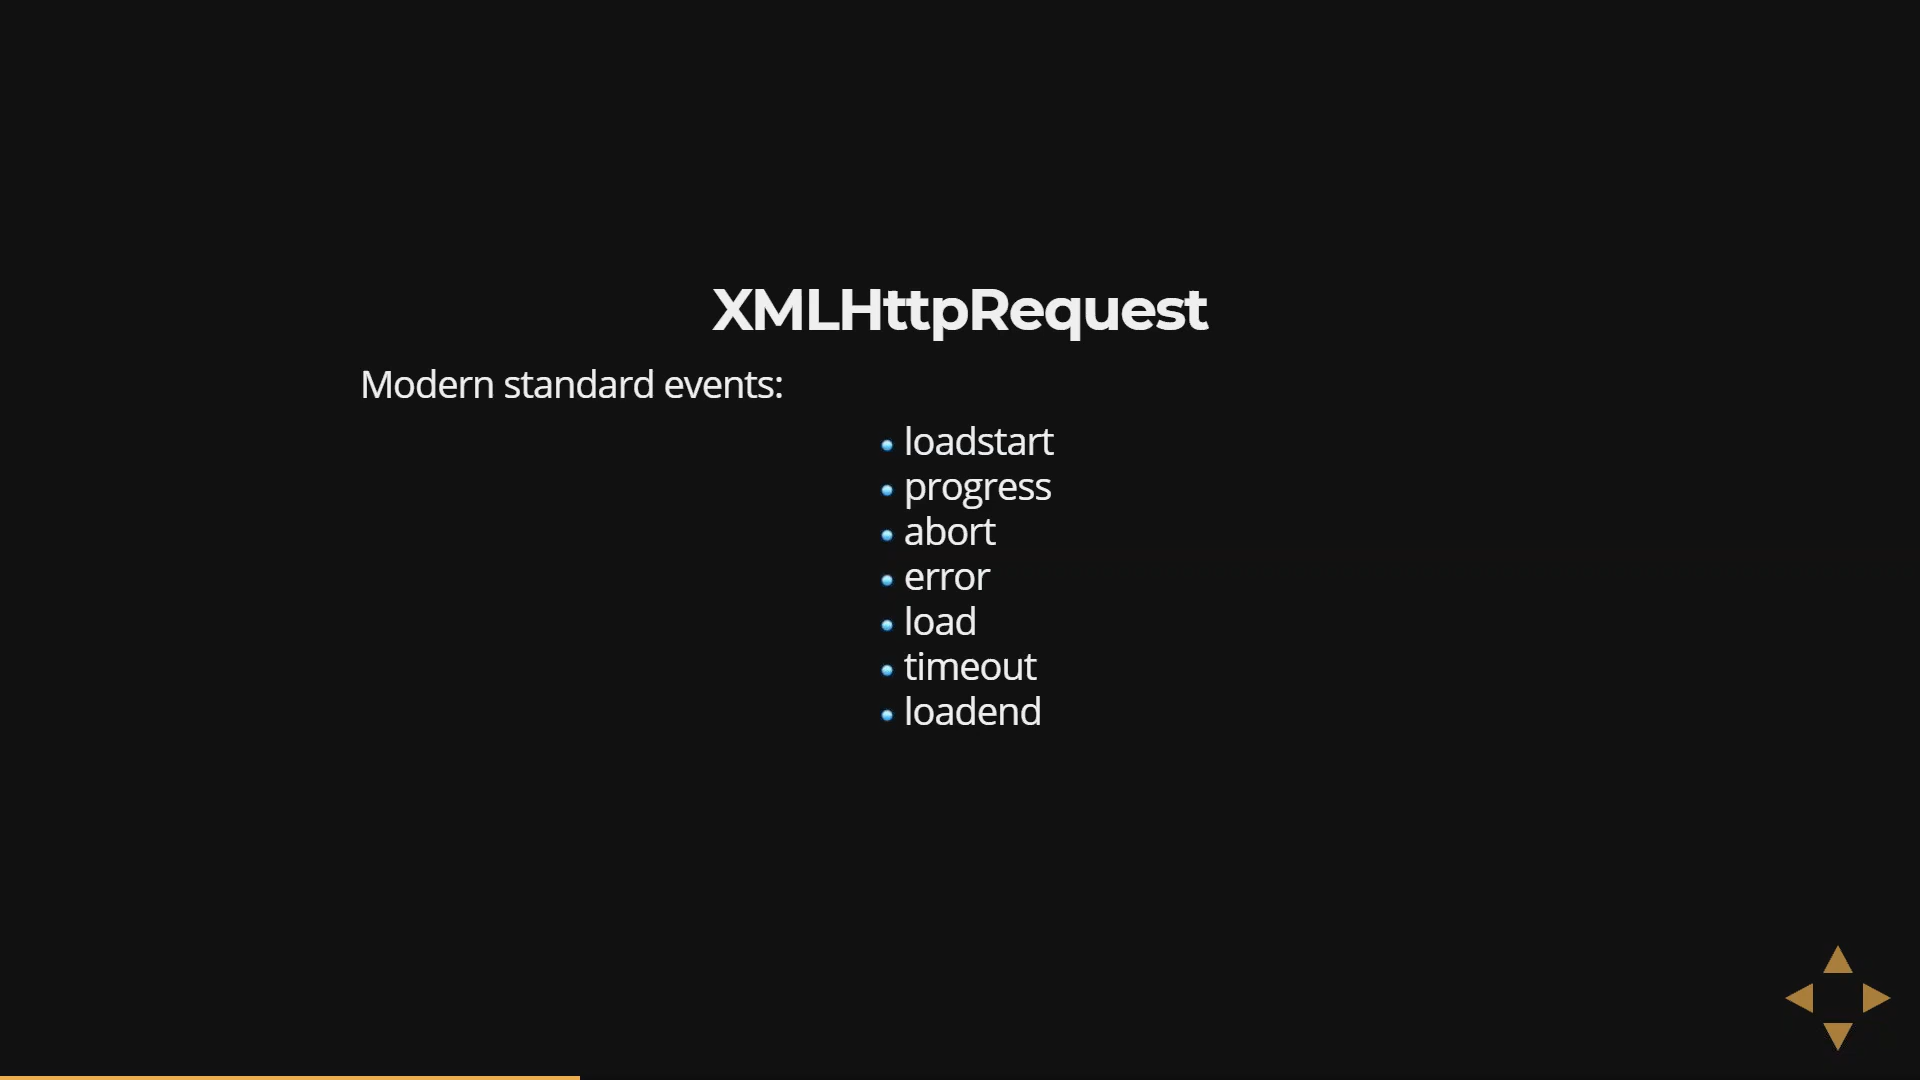 XMLHttpRequest
Modern standard events:
loadstart
progress
abort
error
load
timeout
loadend